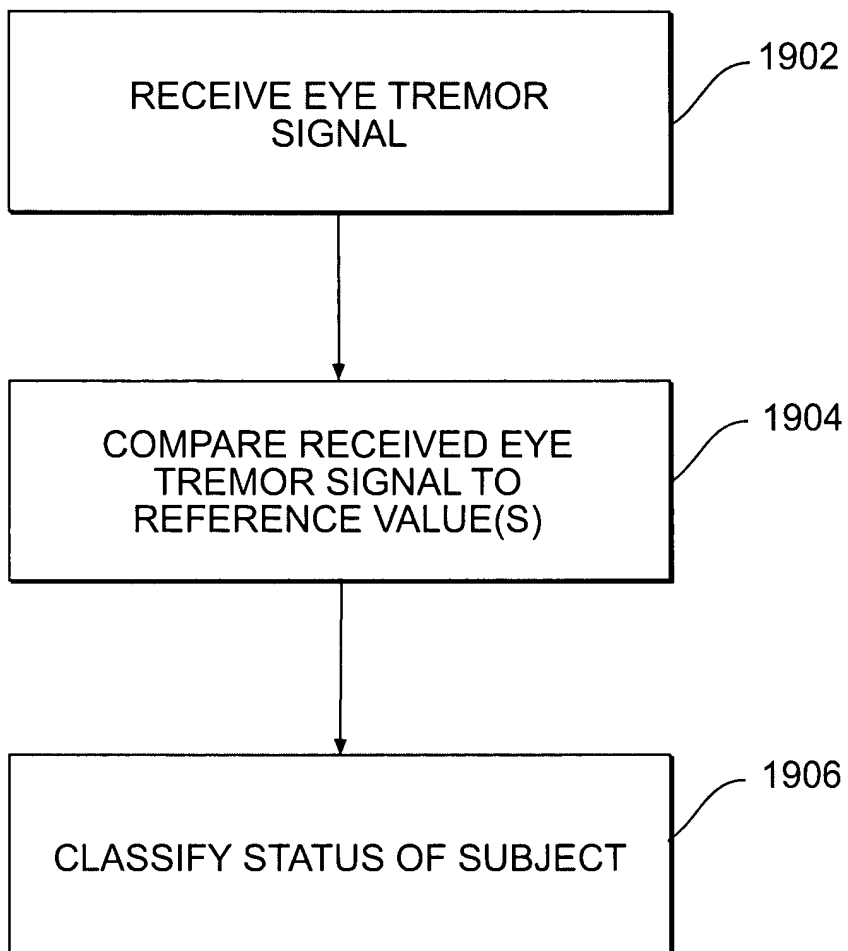 RECEIVE EYE TREMOR
SIGNAL
1902
COMPARE RECEIVED EYE
TREMOR SIGNAL TO
REFERENCE VALUE(S)
1904
CLASSIFY STATUS OF SUBJECT
1906